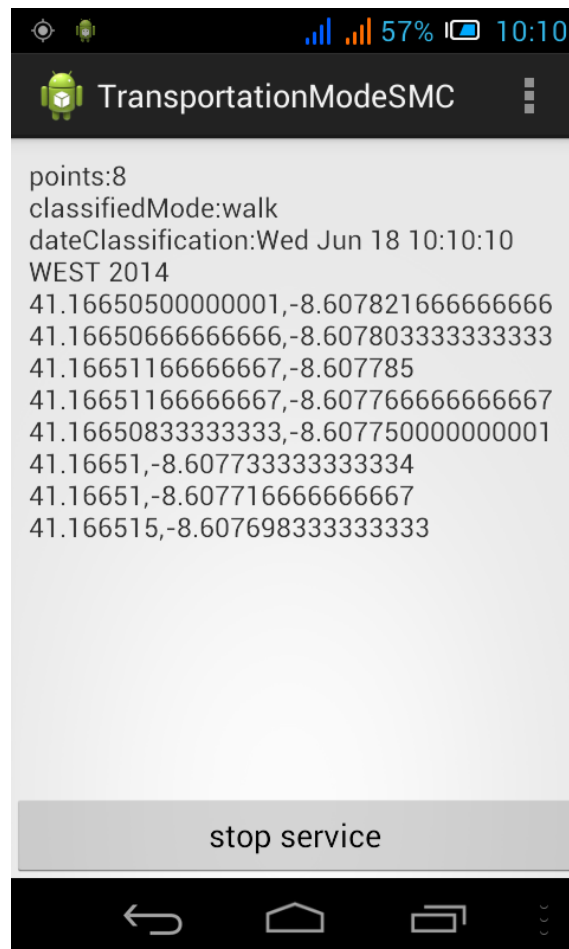 57% 10:10
TransportationModeSMC
points:8
classifiedMode:walk
dateClassification:Wed Jun 18 10:10:10
WEST 2014
41.16650500000001,-8.607821666666666
41.16650666666666,-8.607803333333333
41.16651166666667,-8.607785
41.16651166666667,-8.607766666666667
41.16650833333333,-8.607750000000001
41.16651,-8.607733333333334
41.16651,-8.607716666666667
41.166515,-8.607698333333333
stop service